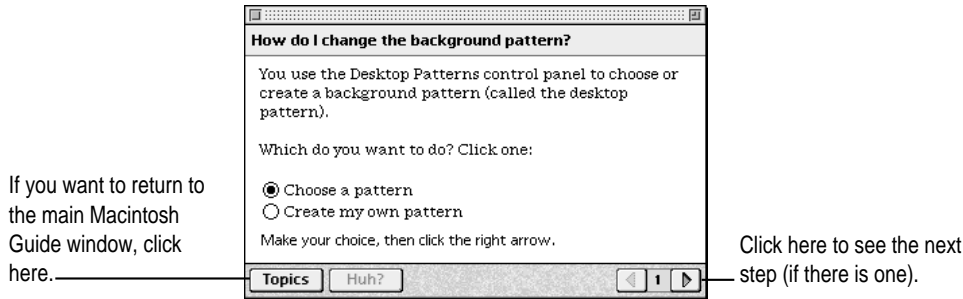 How do I change the background pattern?
You use the Desktop Patterns control panel to choose or
create a background pattern (called the desktop
pattern).
Which do you want to do? Click one:
Choose a pattern
Create my own pattern
Make your choice, then click the right arrow.
Topics Huh? 1
If you want to return to
the main Macintosh
Guide window, click
here.
Click here to see the next
step (if there is one).